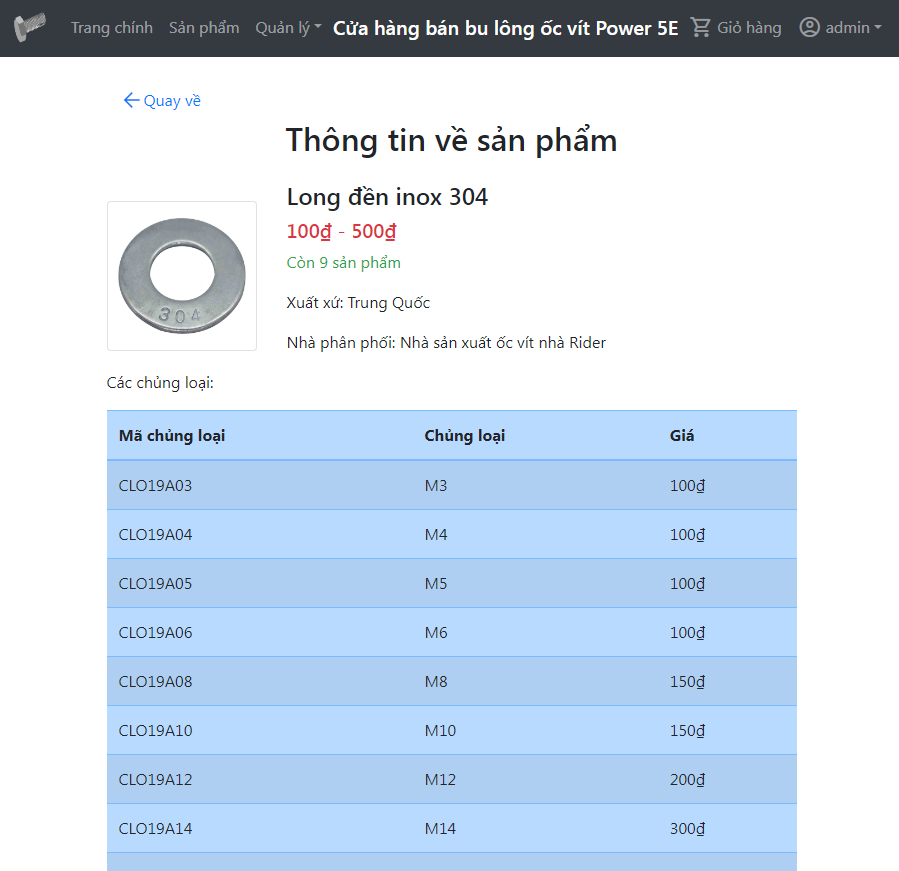 Trang chính Sản phẩm Quản lý Cửa hàng bán bu lông ốc vít Power 5E Giỏ hàng admin
Quay về
Thông tin về sản phẩm
Long đền inox 304
100₫ - 500₫
Còn 9 sản phẩm
304
Xuất xứ: Trung Quốc
Nhà phân phối: Nhà sản xuất ốc vít nhà Rider
Các chủng loại:
Mã chủng loại Chủng loại Giá
CLO19A03 M3 100₫
CLO19A04 M4 100₫
CLO19A05 M5 100₫
CLO19A06 M6 100₫
CLO19A08 M8 150₫
CLO19A10 M10 150₫
CLO19A12 M12 200₫
CLO19A14 M14 300₫